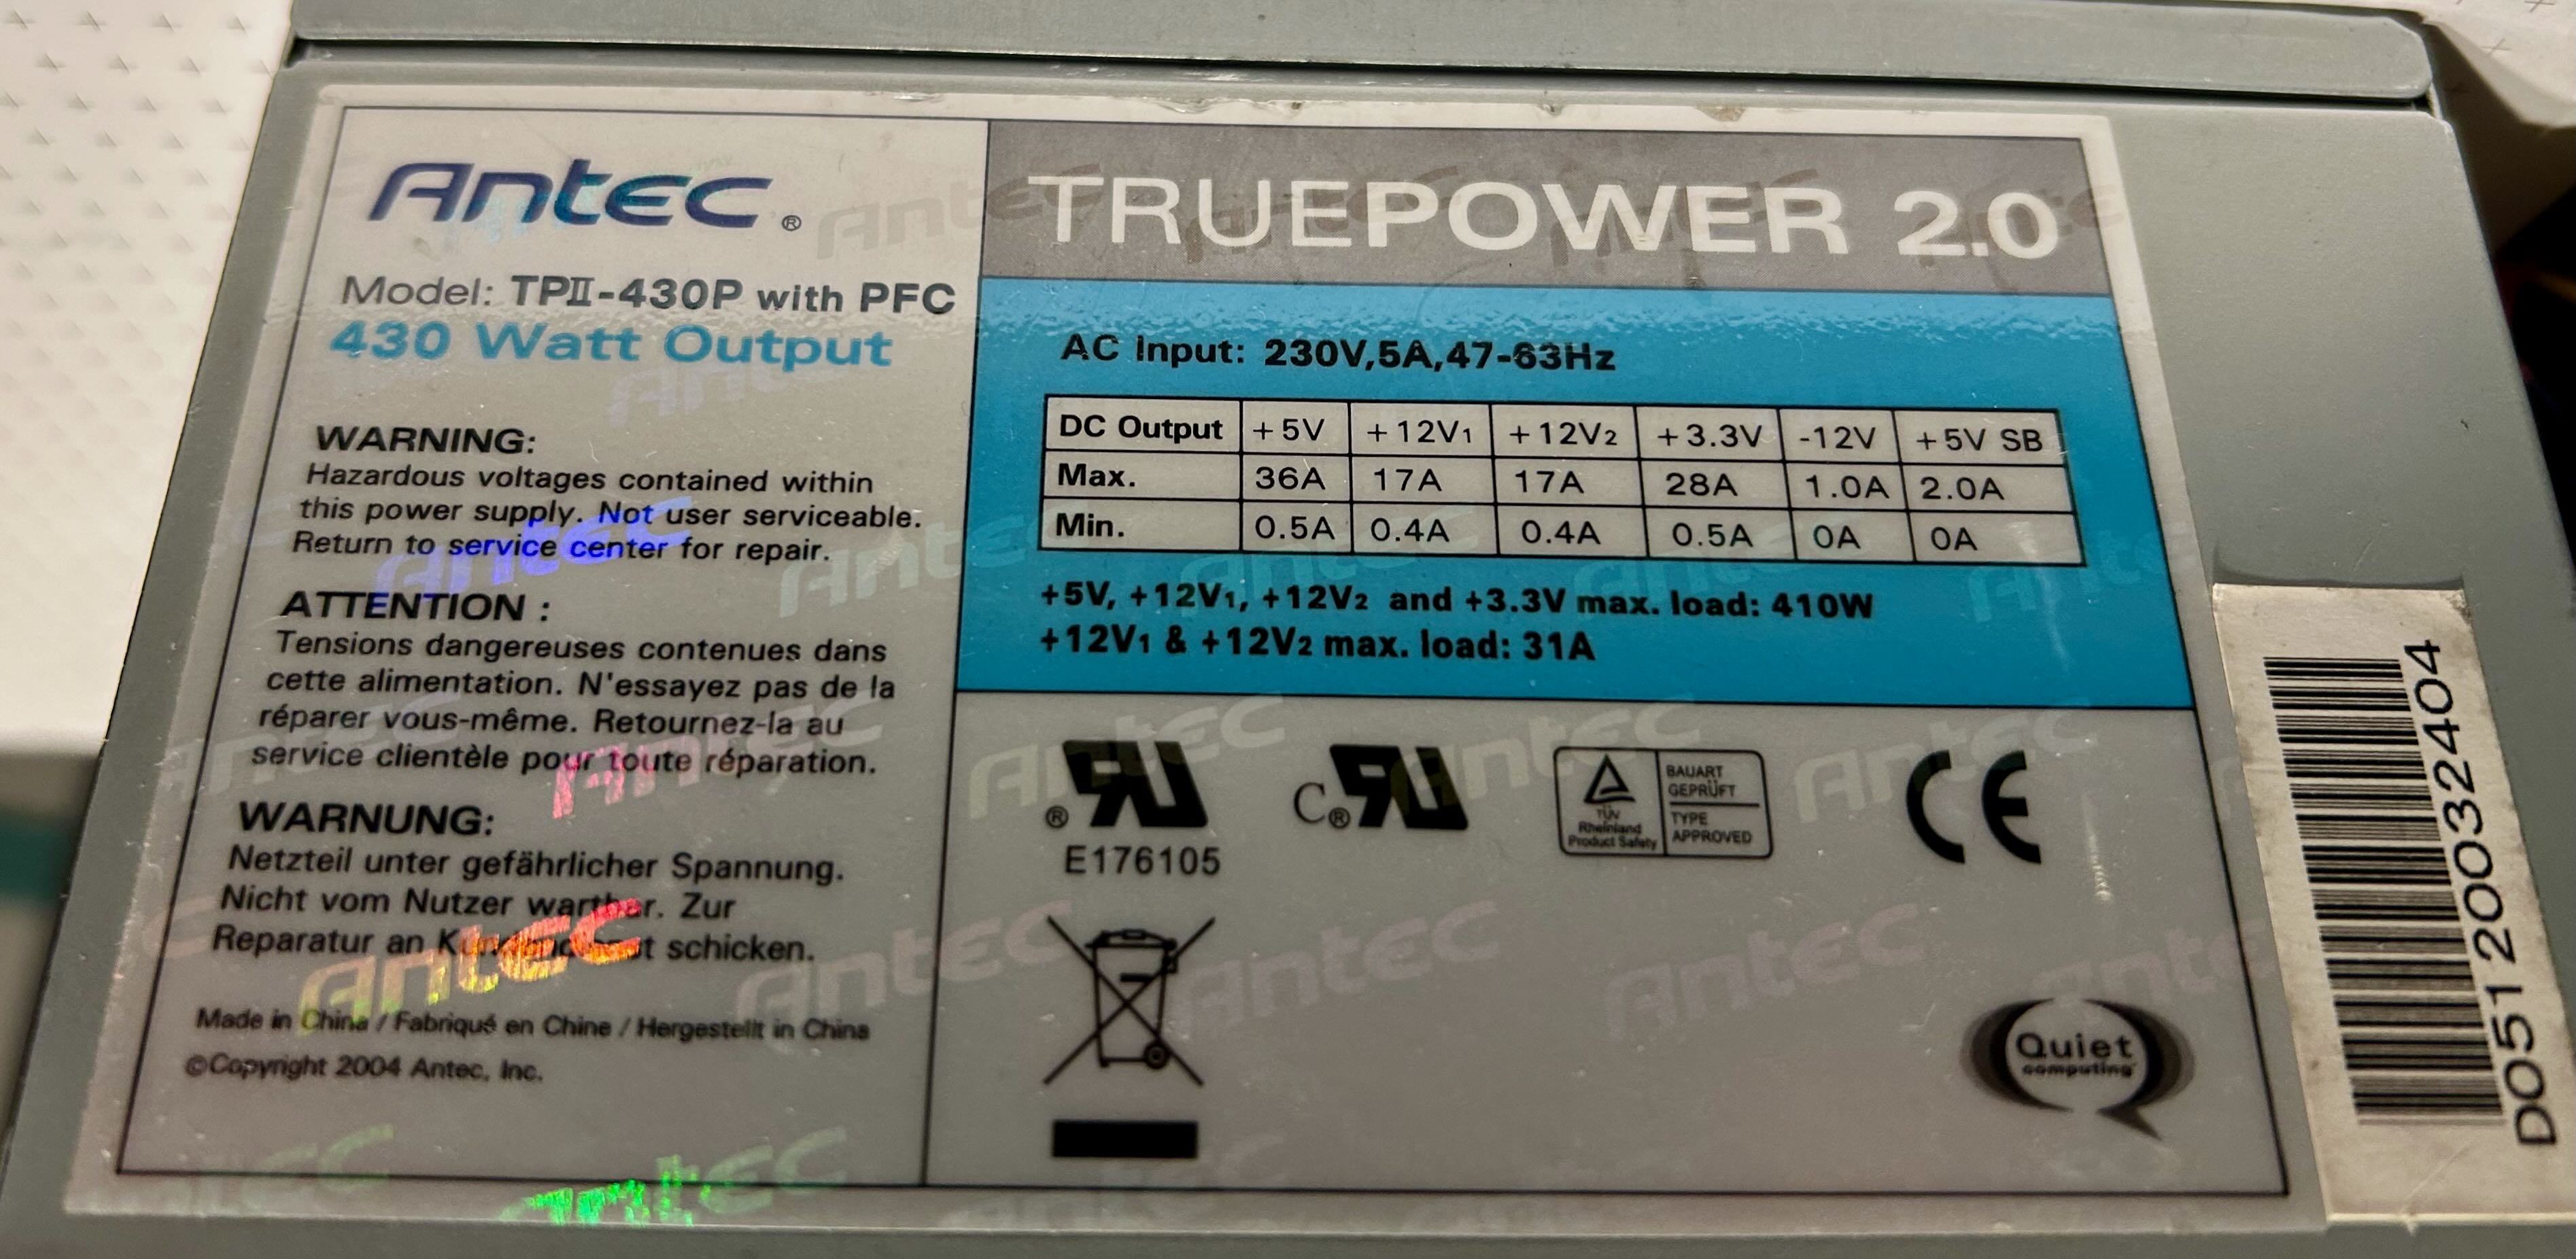 Antec®
Model: TPII-430P with PFC
430 Watt Output
WARNING:
Hazardous voltages contained within
this power supply. Not user serviceable.
Return to service center for repair.
ATTENTION :
Tensions dangereuses contenues dans
cette alimentation. N'essayez pas de la
réparer vous-même. Retournez-la au
service clientèle pour toute réparation.
WARNUNG:
Netzteil unter gefährlicher Spannung.
Nicht vom Nutzer wartbar. Zur
Reparatur an schicken.
Made in China / Fabriqué en Chine / Hergestellt in China
©Copyright 2004 Antec, Inc.
TRUEPOWER 2.0
AC Input: 230V,5A,47-63Hz
DC Output +5V +12V1 +12V2 +3.3V -12V +5V SB
Max. 36A 17A 17A 28A 1.0A 2.0A
Min. 0.5A 0.4A 0.4A 0.5A 0A 0A
+5V, +12V1, +12V2 and +3.3V max. load: 410W
+12V1 & +12V2 max. load: 31A
E176105
TÜV
Rheinland
Product Safety
BAUART
GEPRÜFT
TYPE
APPROVED
CE
Quiet
computing
D05120032404